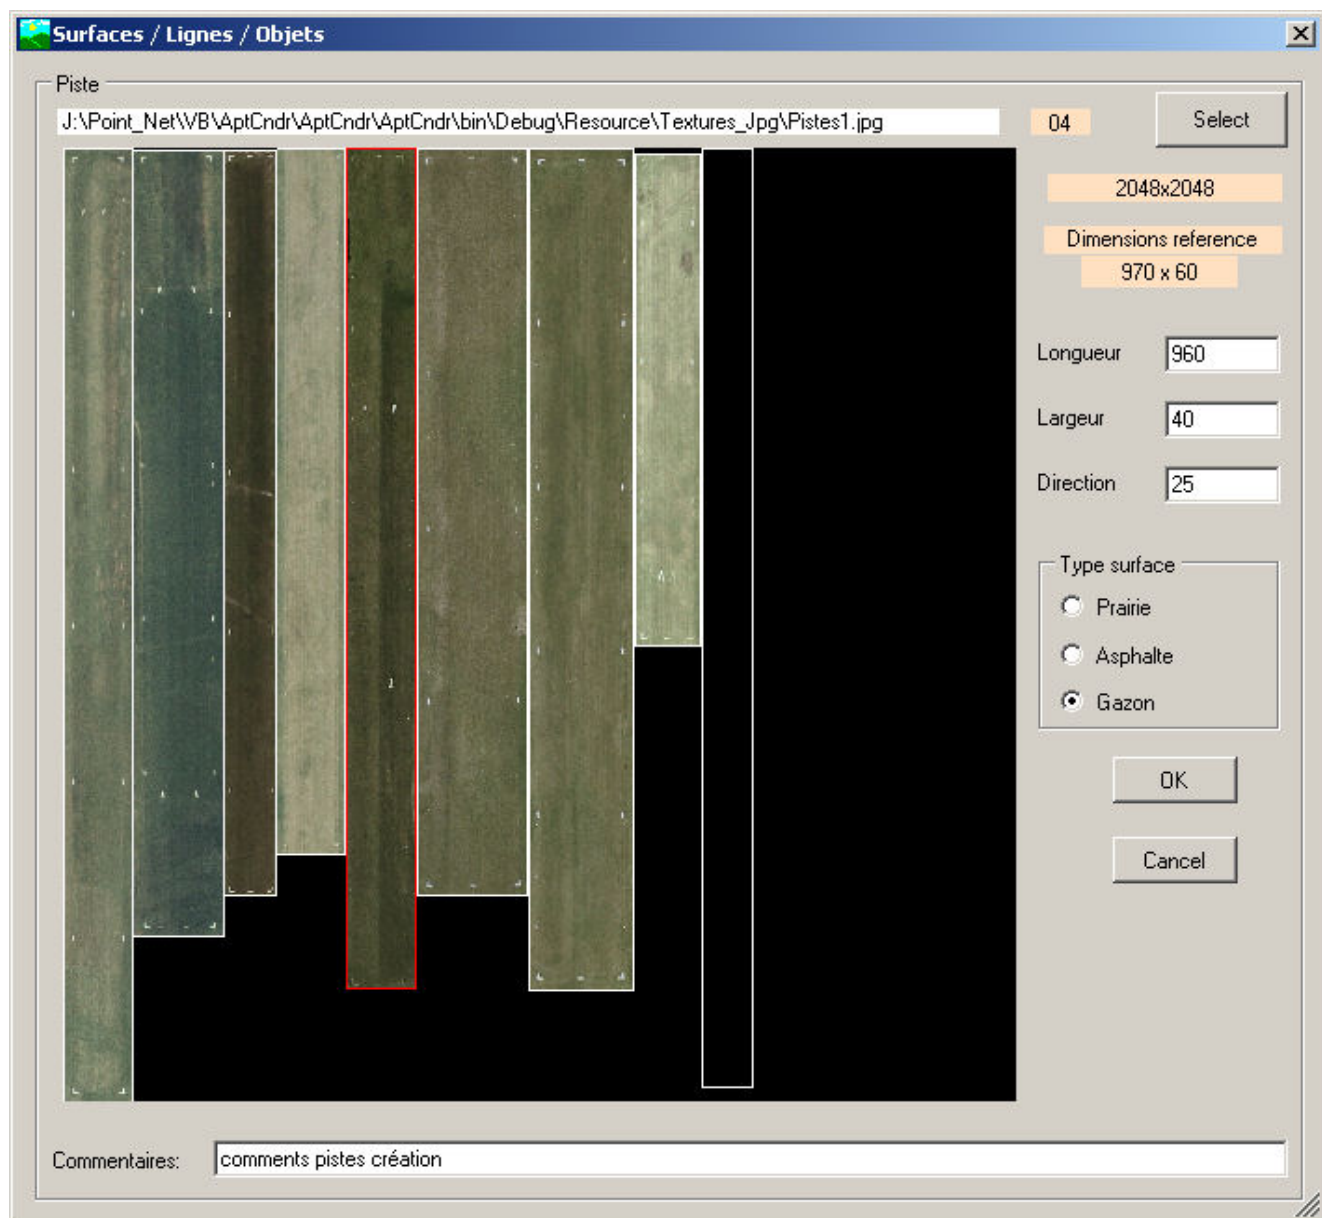 Surfaces / Lignes / Objets
Piste
J:\Point_Net\VB\AptCndr\AptCndr\AptCndr\bin\Debug\Resource\Textures_Jpg\Pistes1.jpg
04
Select
2048x2048
Dimensions reference
970 x 60
Longueur
960
Largeur
40
Direction
25
Type surface
Prairie
Asphalte
Gazon
OK
Cancel
Commentaires:
comments pistes création